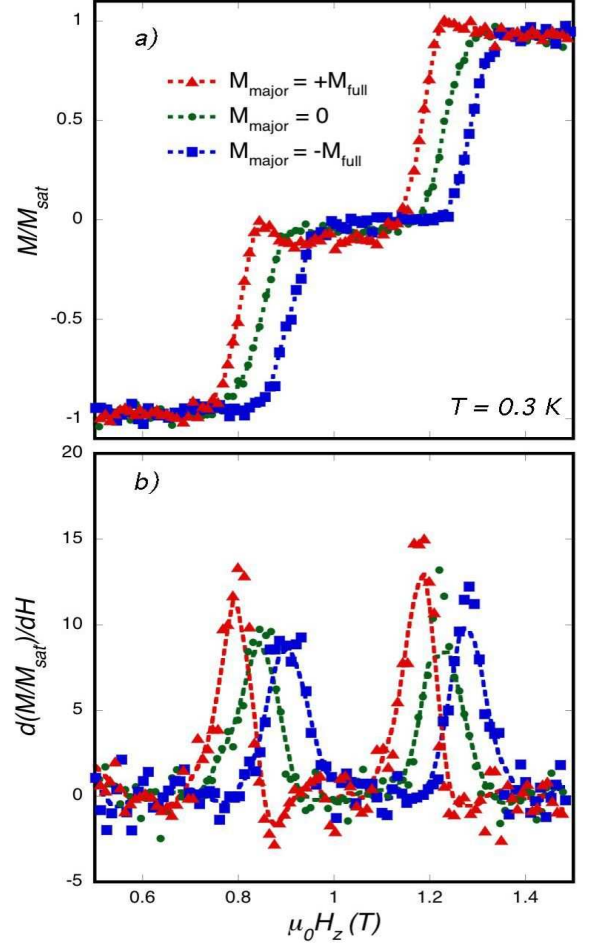 1
0.5
0
-0.5
-1
M/M_sat
a)
M_major = +M_full
M_major = 0
M_major = -M_full
T = 0.3 K
20
15
10
5
0
-5
d(M/M_sat)/dH
b)
0.6 0.8 1 1.2 1.4
μ_0H_z (T)